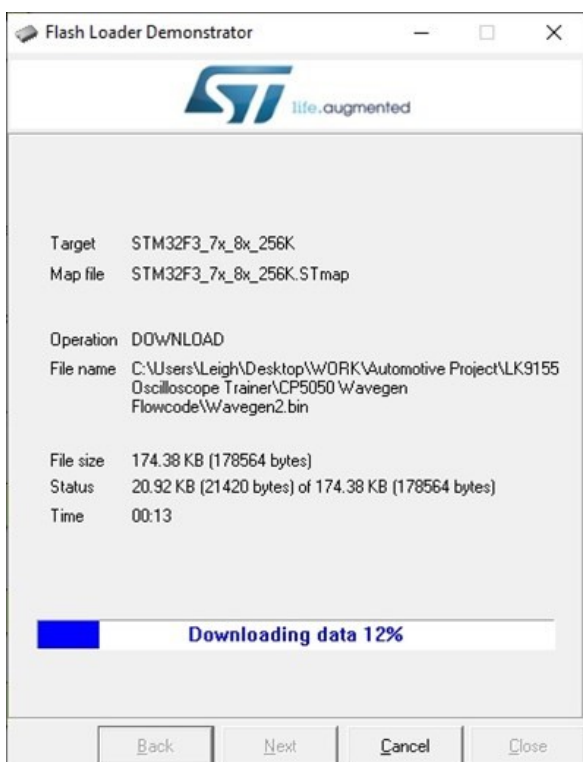 Flash Loader Demonstrator
ST life.augmented
Target STM32F3_7x_8x_256K
Map file STM32F3_7x_8x_256K.STmap
Operation DOWNLOAD
File name C:\Users\Leigh\Desktop\WORK\Automotive Project\LK9155
Oscilloscope Trainer\CP5050 Wavegen
Flowcode\Wavegen2.bin
File size 174.38 KB (178564 bytes)
Status 20.92 KB (21420 bytes) of 174.38 KB (178564 bytes)
Time 00:13
Downloading data 12%
Back Next Cancel Close